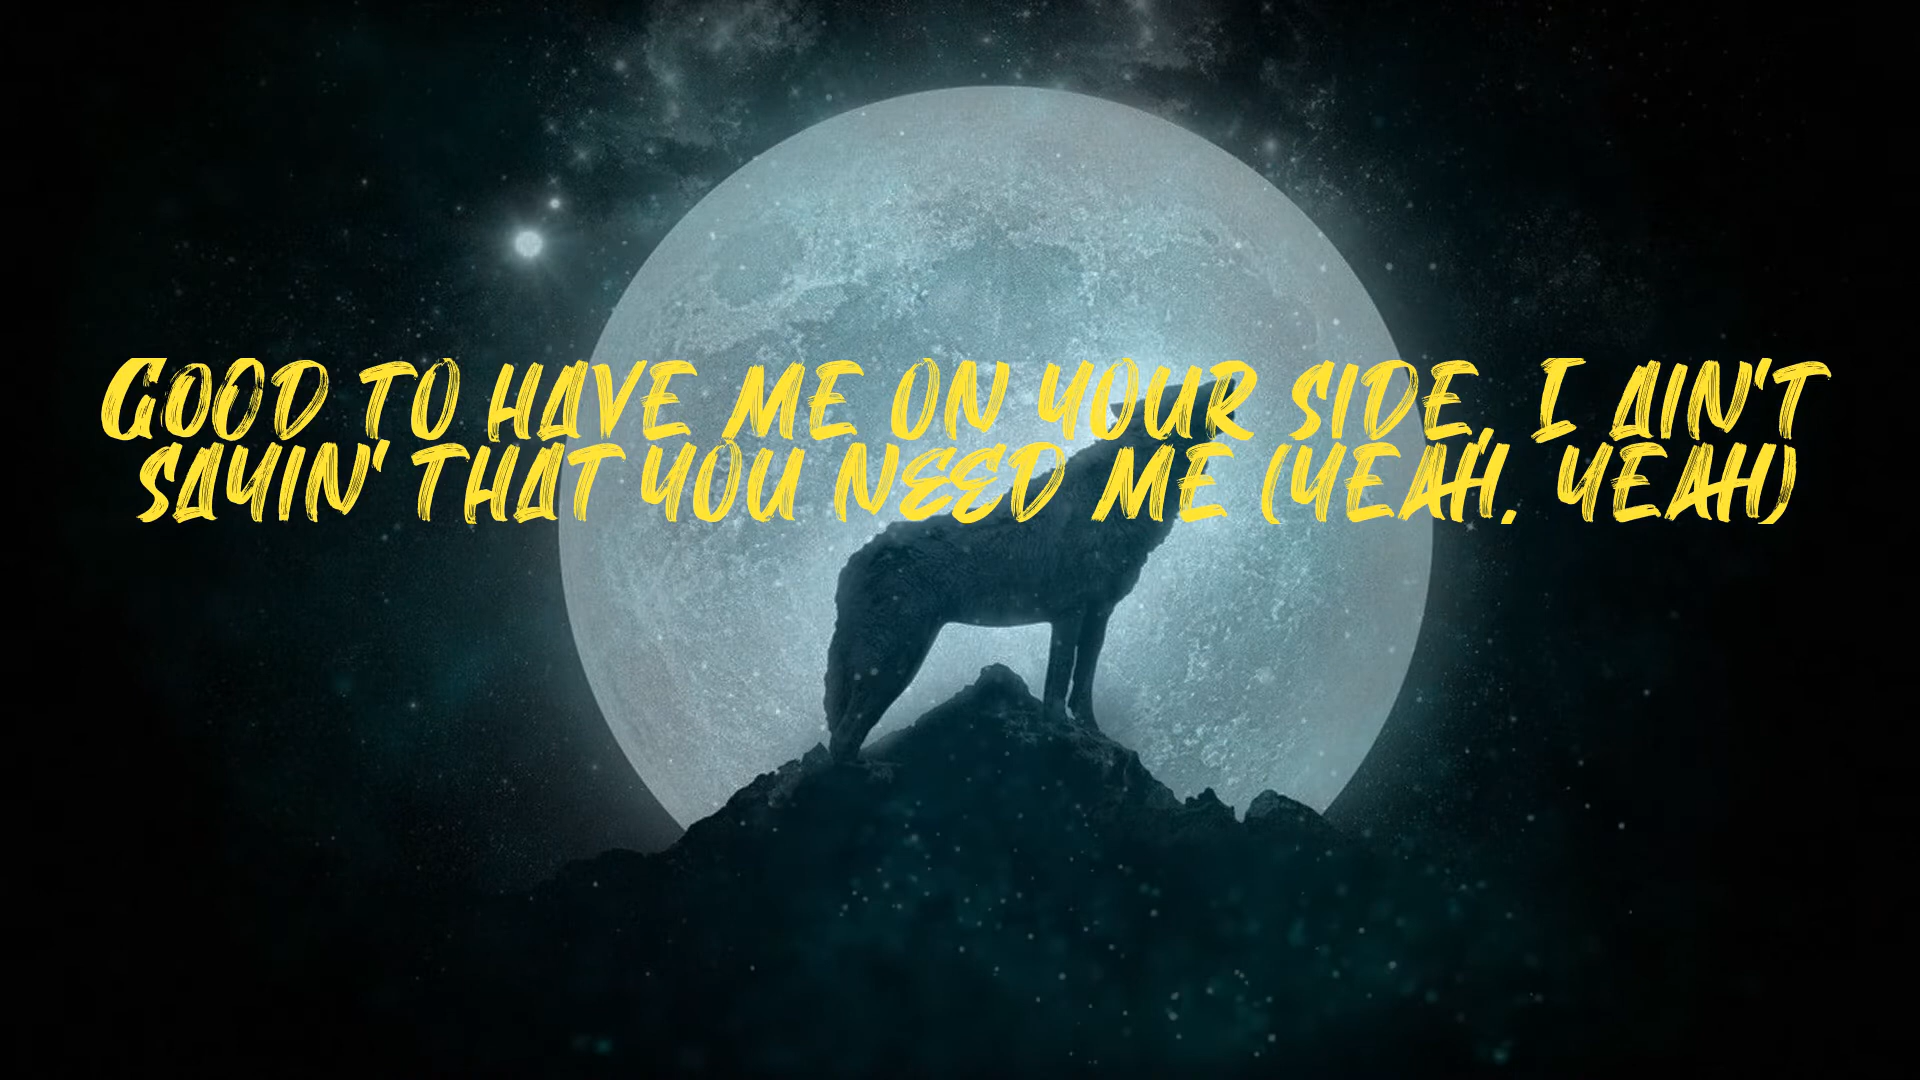 GOOD TO HAVE ME ON YOUR SIDE, I AIN'T
SAYIN' THAT YOU NEED ME (YEAH, YEAH)